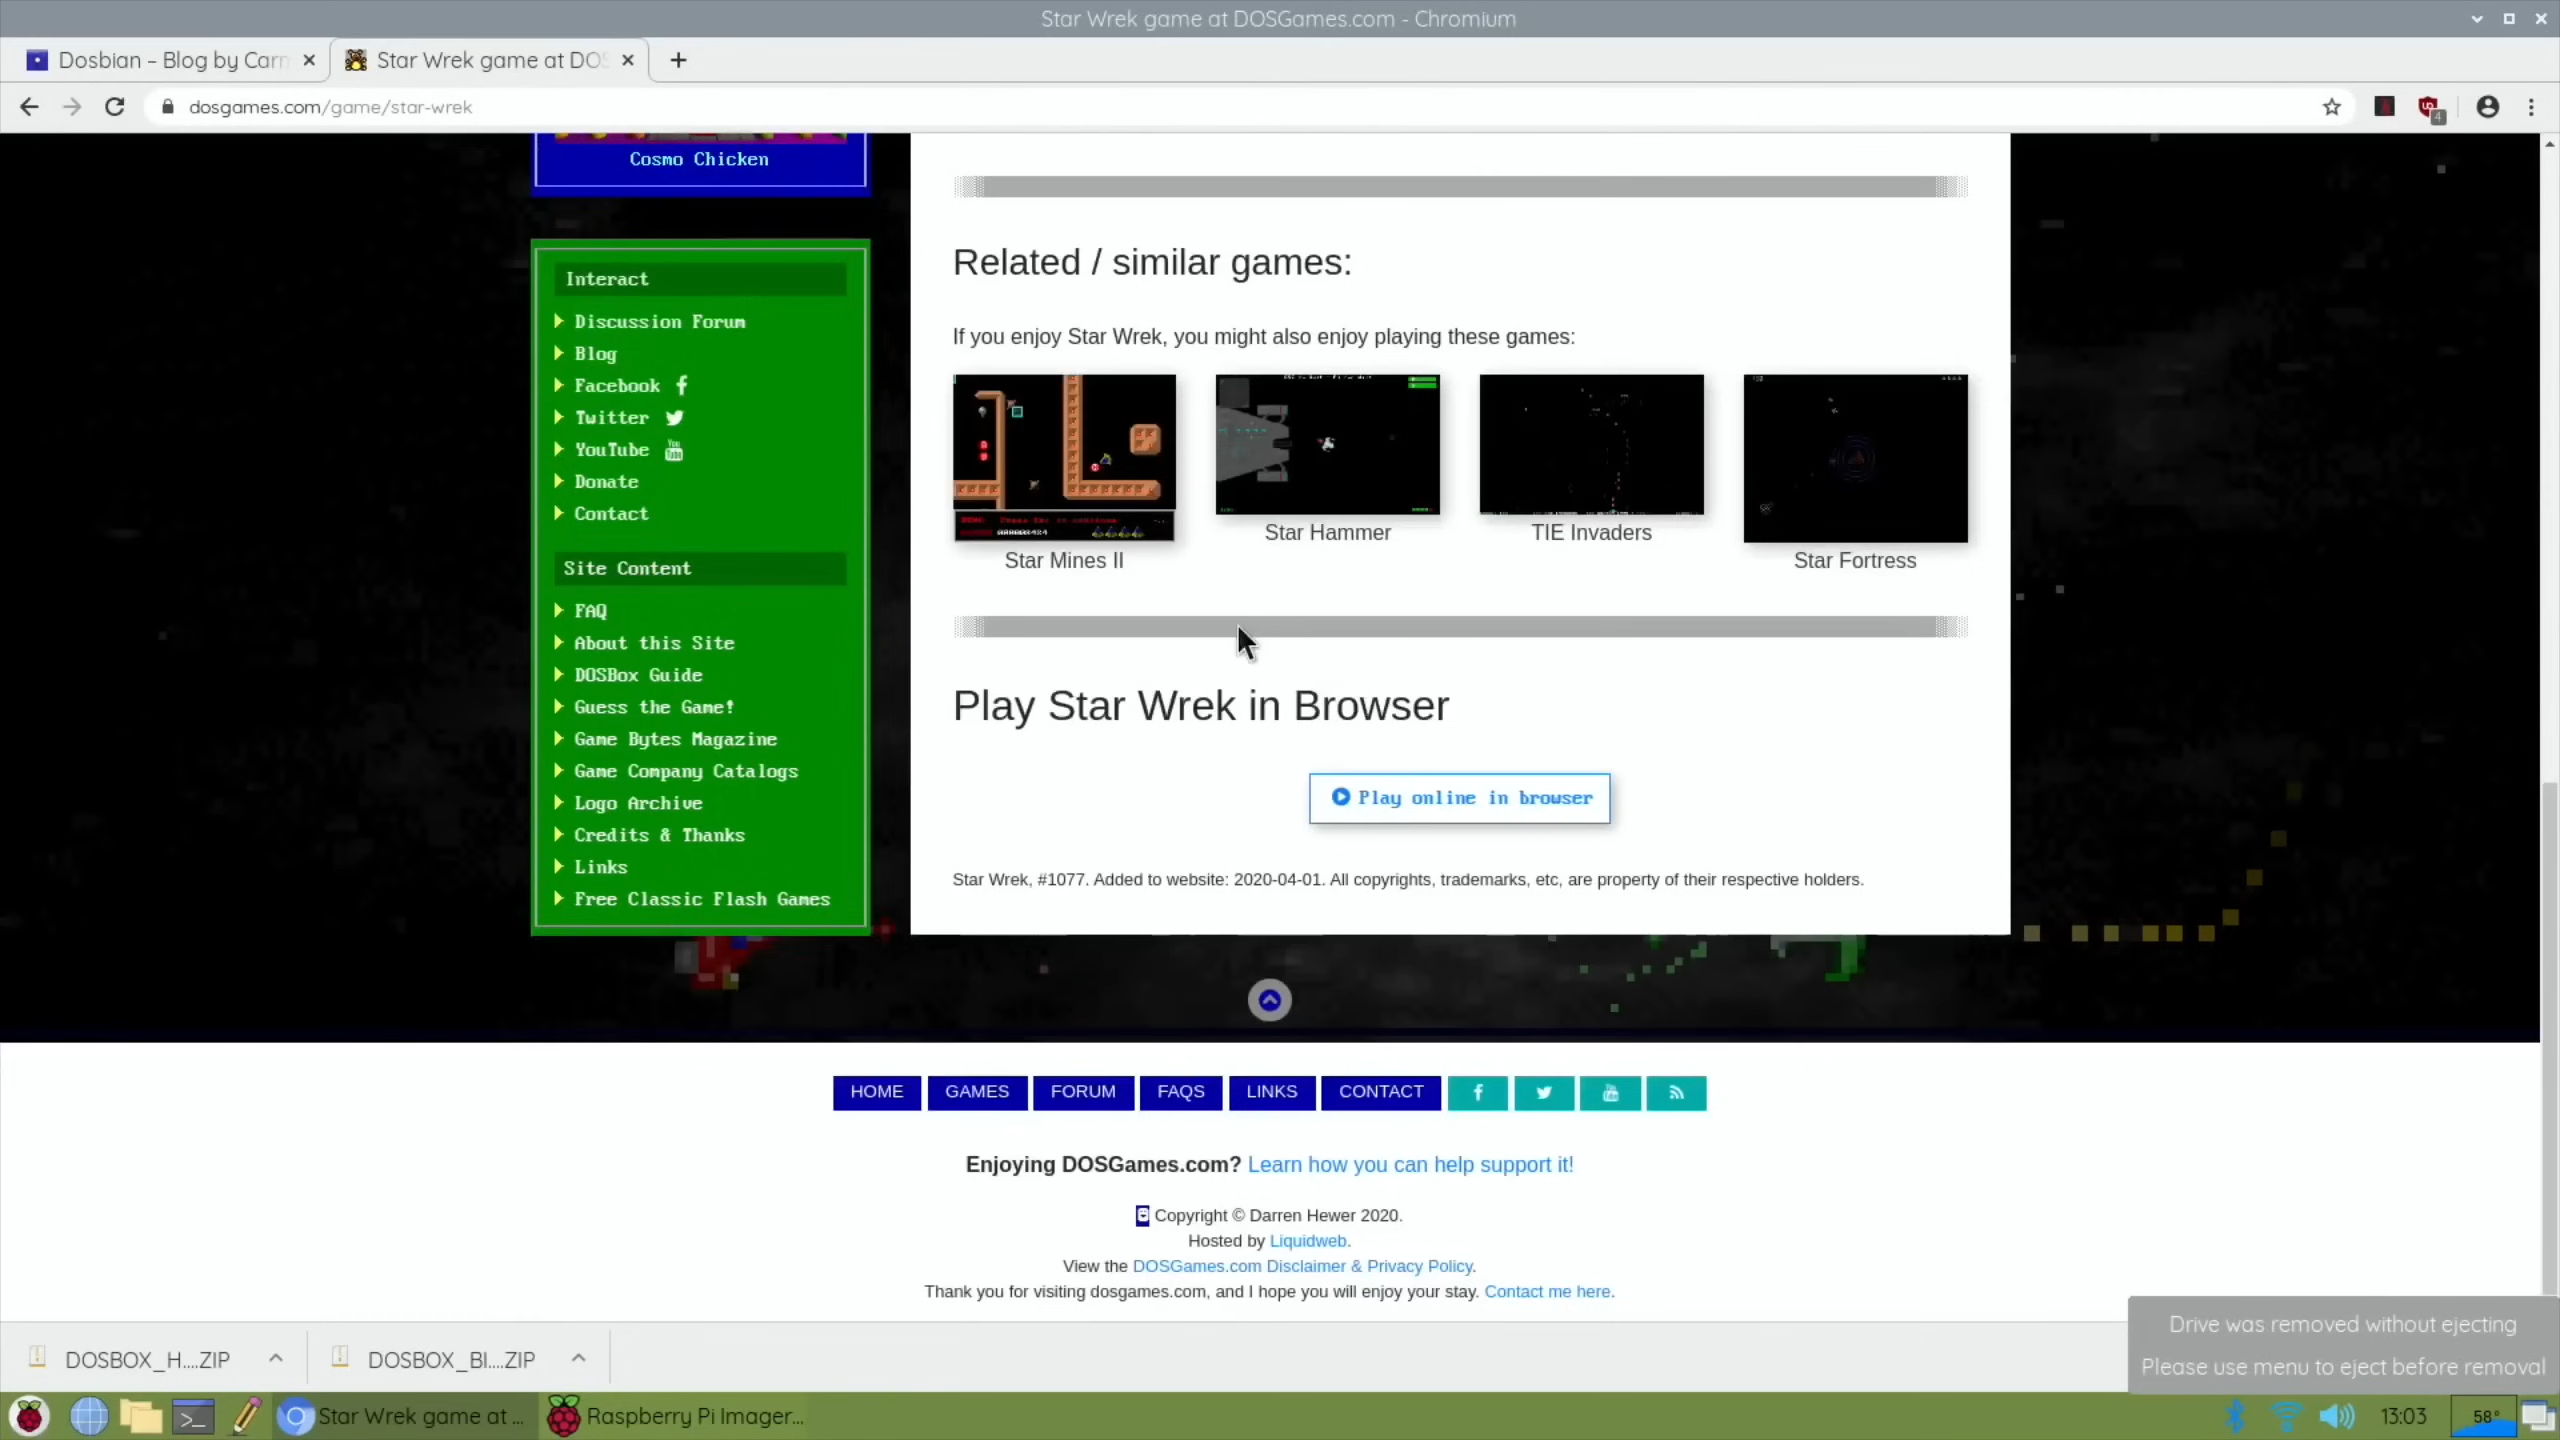 Star Wrek game at DOSGames.com - Chromium
Dosbian – Blog by Carn
Star Wrek game at DOS
dosgames.com/game/star-wrek
4
Cosmo Chicken
Interact
Discussion Forum
Blog
Facebook
Twitter
YouTube
Donate
Contact
Site Content
FAQ
About this Site
DOSBox Guide
Guess the Game!
Game Bytes Magazine
Game Company Catalogs
Logo Archive
Credits & Thanks
Links
Free Classic Flash Games
Related / similar games:
If you enjoy Star Wrek, you might also enjoy playing these games:
Star Mines II
Star Hammer
TIE Invaders
Star Fortress
Play Star Wrek in Browser
Play online in browser
Star Wrek, #1077. Added to website: 2020-04-01. All copyrights, trademarks, etc, are property of their respective holders.
HOME GAMES FORUM FAQS LINKS CONTACT
Enjoying DOSGames.com? Learn how you can help support it!
Copyright © Darren Hewer 2020.
Hosted by Liquidweb.
View the DOSGames.com Disclaimer & Privacy Policy.
Thank you for visiting dosgames.com, and I hope you will enjoy your stay. Contact me here.
Drive was removed without ejecting
Please use menu to eject before removal
DOSBOX_H....ZIP
DOSBOX_BI....ZIP
Star Wrek game at ...
Raspberry Pi Imager...
13:03
58°